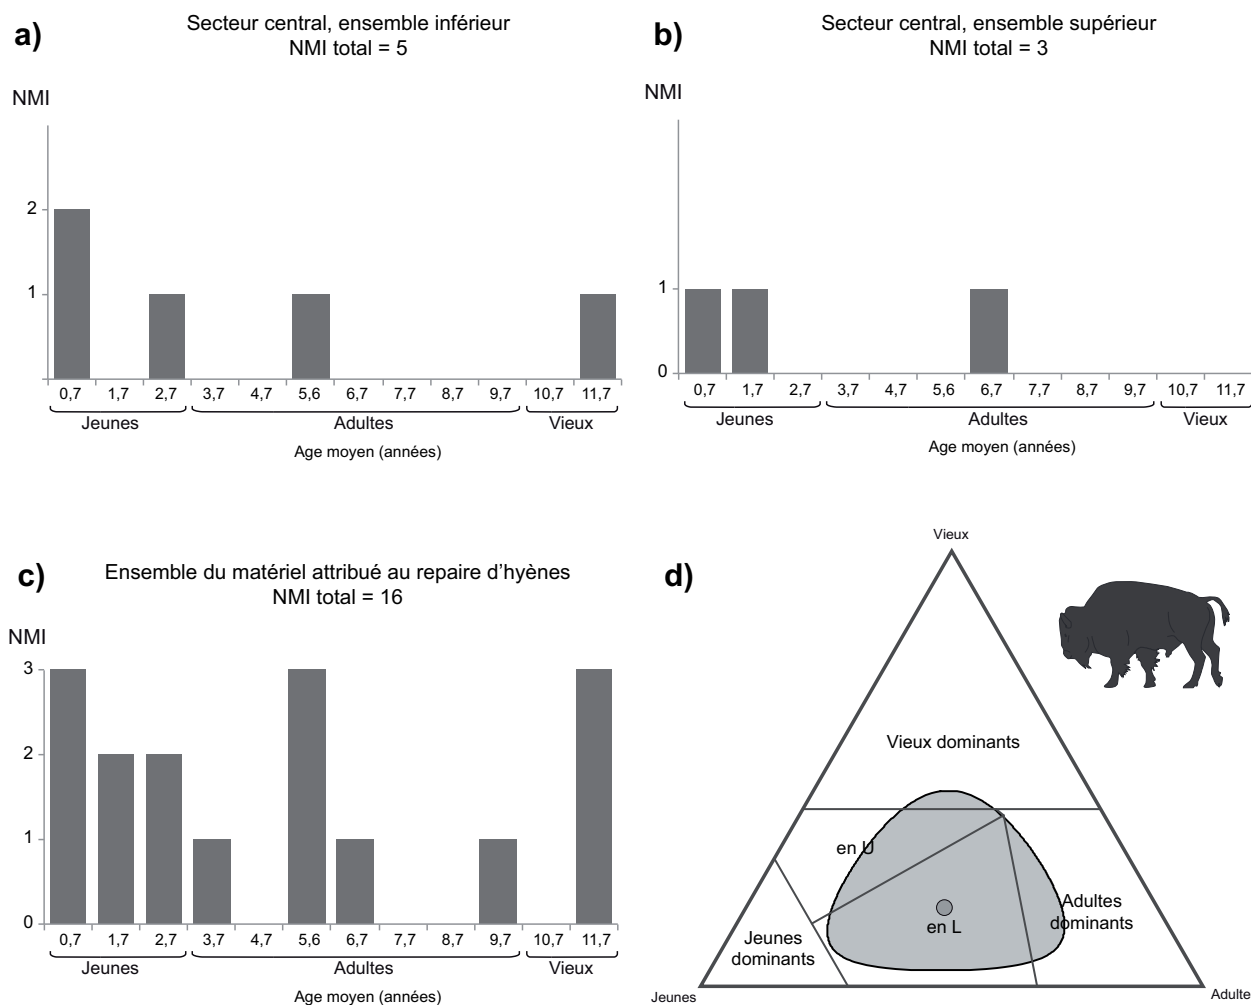 a)
Secteur central, ensemble inférieur
NMI total = 5
NMI
2
1
0,7 1,7 2,7 3,7 4,7 5,6 6,7 7,7 8,7 9,7 10,7 11,7
Jeunes Adultes Vieux
Age moyen (années)
b)
Secteur central, ensemble supérieur
NMI total = 3
NMI
1
0
0,7 1,7 2,7 3,7 4,7 5,6 6,7 7,7 8,7 9,7 10,7 11,7
Jeunes Adultes Vieux
Age moyen (années)
c)
Ensemble du matériel attribué au repaire d’hyènes
NMI total = 16
NMI
3
2
1
0
0,7 1,7 2,7 3,7 4,7 5,6 6,7 7,7 8,7 9,7 10,7 11,7
Jeunes Adultes Vieux
Age moyen (années)
d)
Vieux
Vieux dominants
en U
Adultes
dominants
en L
Jeunes
dominants
Jeunes
Adulte